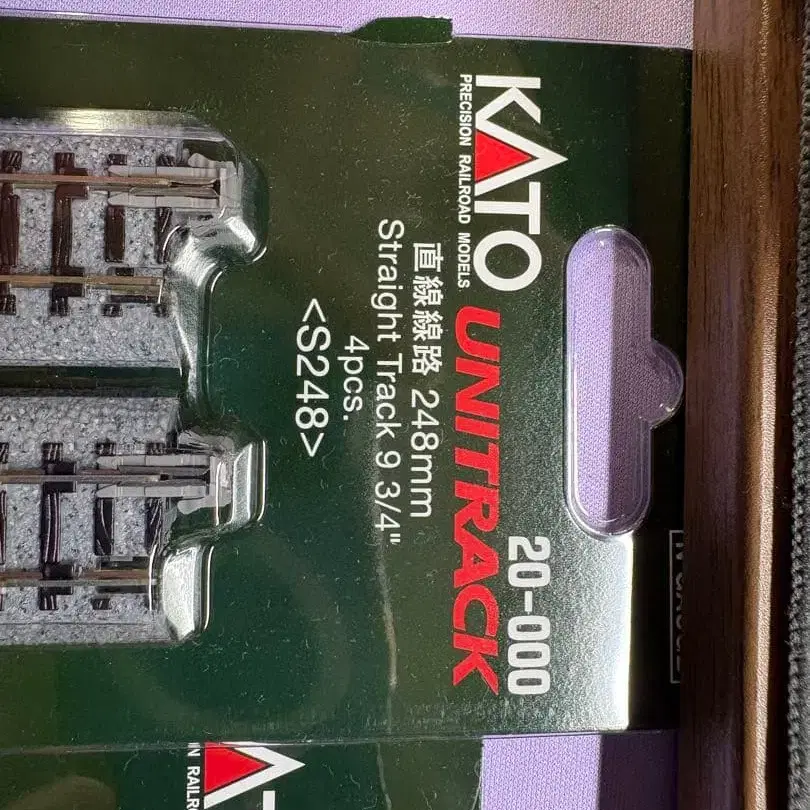 KATO
PRECISION RAILROAD MODELS
UNITRACK
20-000
直線線路 248mm
Straight Track 9 3/4"
4pcs.
<S248>